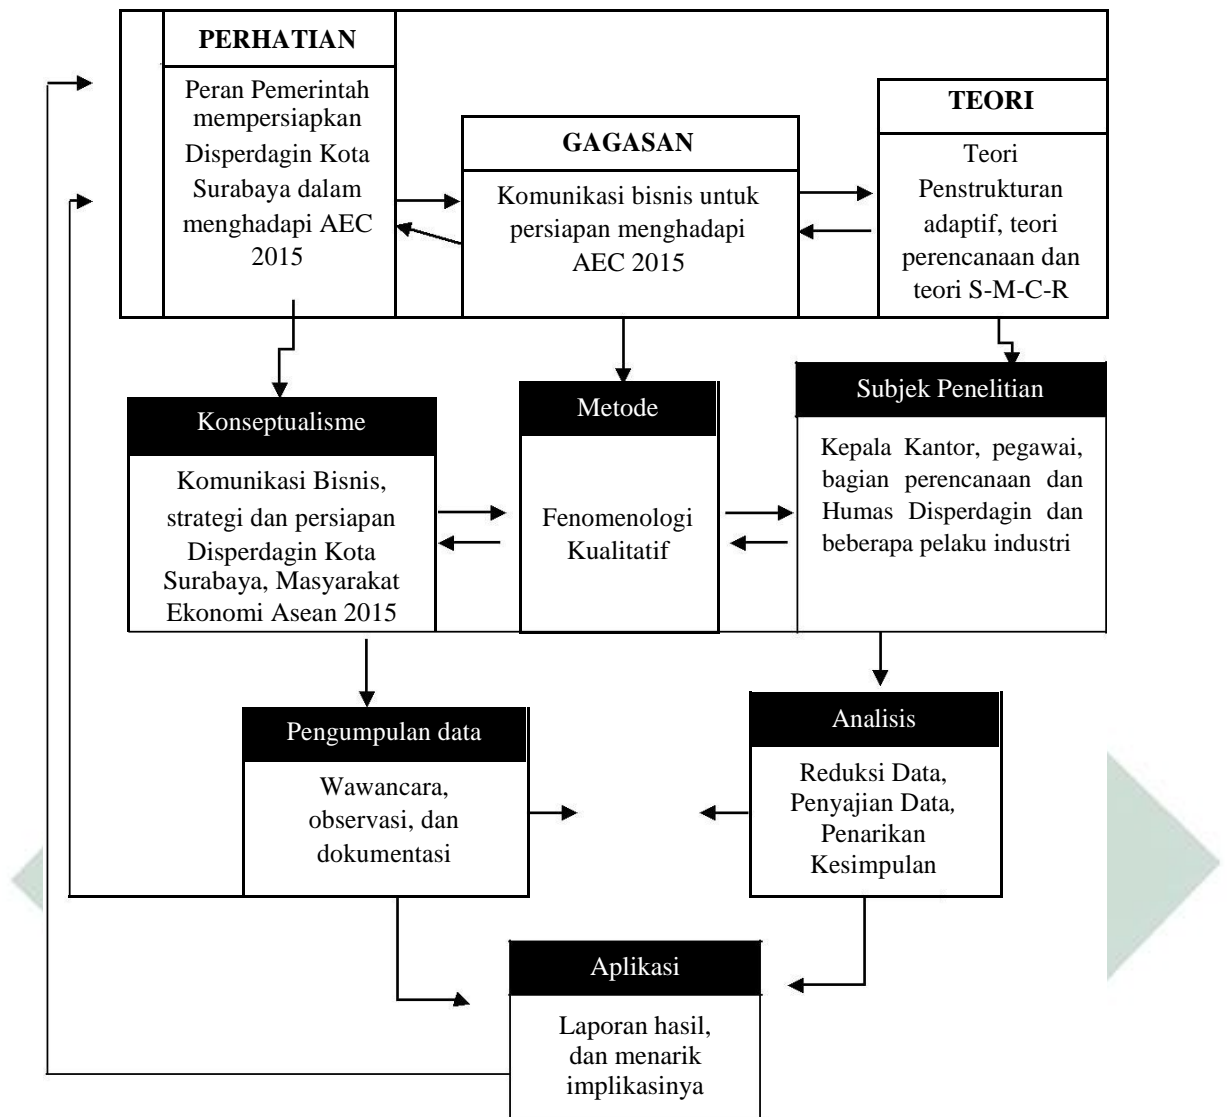 PERHATIAN
Peran Pemerintah
mempersiapkan
Disperdagin Kota
Surabaya dalam
menghadapi AEC
2015
GAGASAN
Komunikasi bisnis untuk
persiapan menghadapi
AEC 2015
TEORI
Teori
Penstrukturan
adaptif, teori
perencanaan dan
teori S-M-C-R
Konseptualisme
Komunikasi Bisnis,
strategi dan persiapan
Disperdagin Kota
Surabaya, Masyarakat
Ekonomi Asean 2015
Metode
Fenomenologi
Kualitatif
Subjek Penelitian
Kepala Kantor, pegawai,
bagian perencanaan dan
Humas Disperdagin dan
beberapa pelaku industri
Pengumpulan data
Wawancara,
observasi, dan
dokumentasi
Analisis
Reduksi Data,
Penyajian Data,
Penarikan
Kesimpulan
Aplikasi
Laporan hasil,
dan menarik
implikasinya